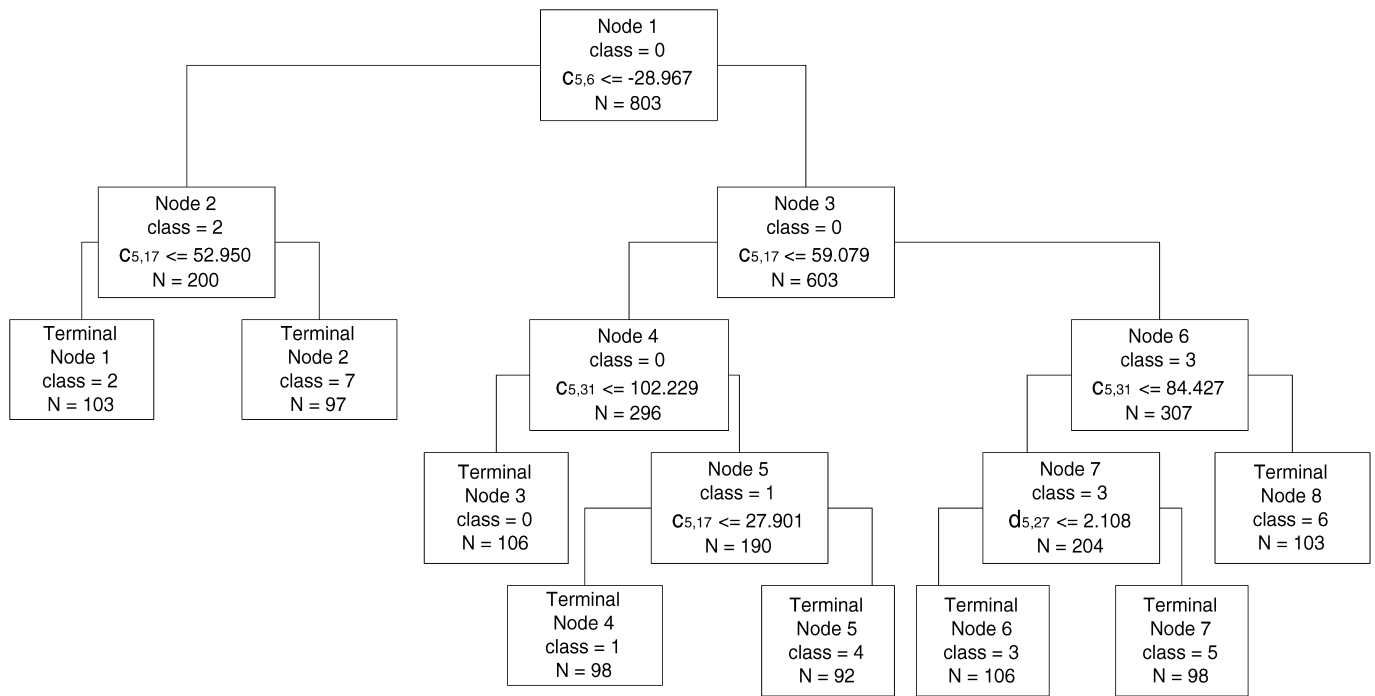 Node 1
class = 0
c5,6 <= -28.967
N = 803
Node 2
class = 2
c5,17 <= 52.950
N = 200
Node 3
class = 0
c5,17 <= 59.079
N = 603
Terminal
Node 1
class = 2
N = 103
Terminal
Node 2
class = 7
N = 97
Node 4
class = 0
c5,31 <= 102.229
N = 296
Node 6
class = 3
c5,31 <= 84.427
N = 307
Terminal
Node 3
class = 0
N = 106
Node 5
class = 1
c5,17 <= 27.901
N = 190
Node 7
class = 3
d5,27 <= 2.108
N = 204
Terminal
Node 8
class = 6
N = 103
Terminal
Node 4
class = 1
N = 98
Terminal
Node 5
class = 4
N = 92
Terminal
Node 6
class = 3
N = 106
Terminal
Node 7
class = 5
N = 98